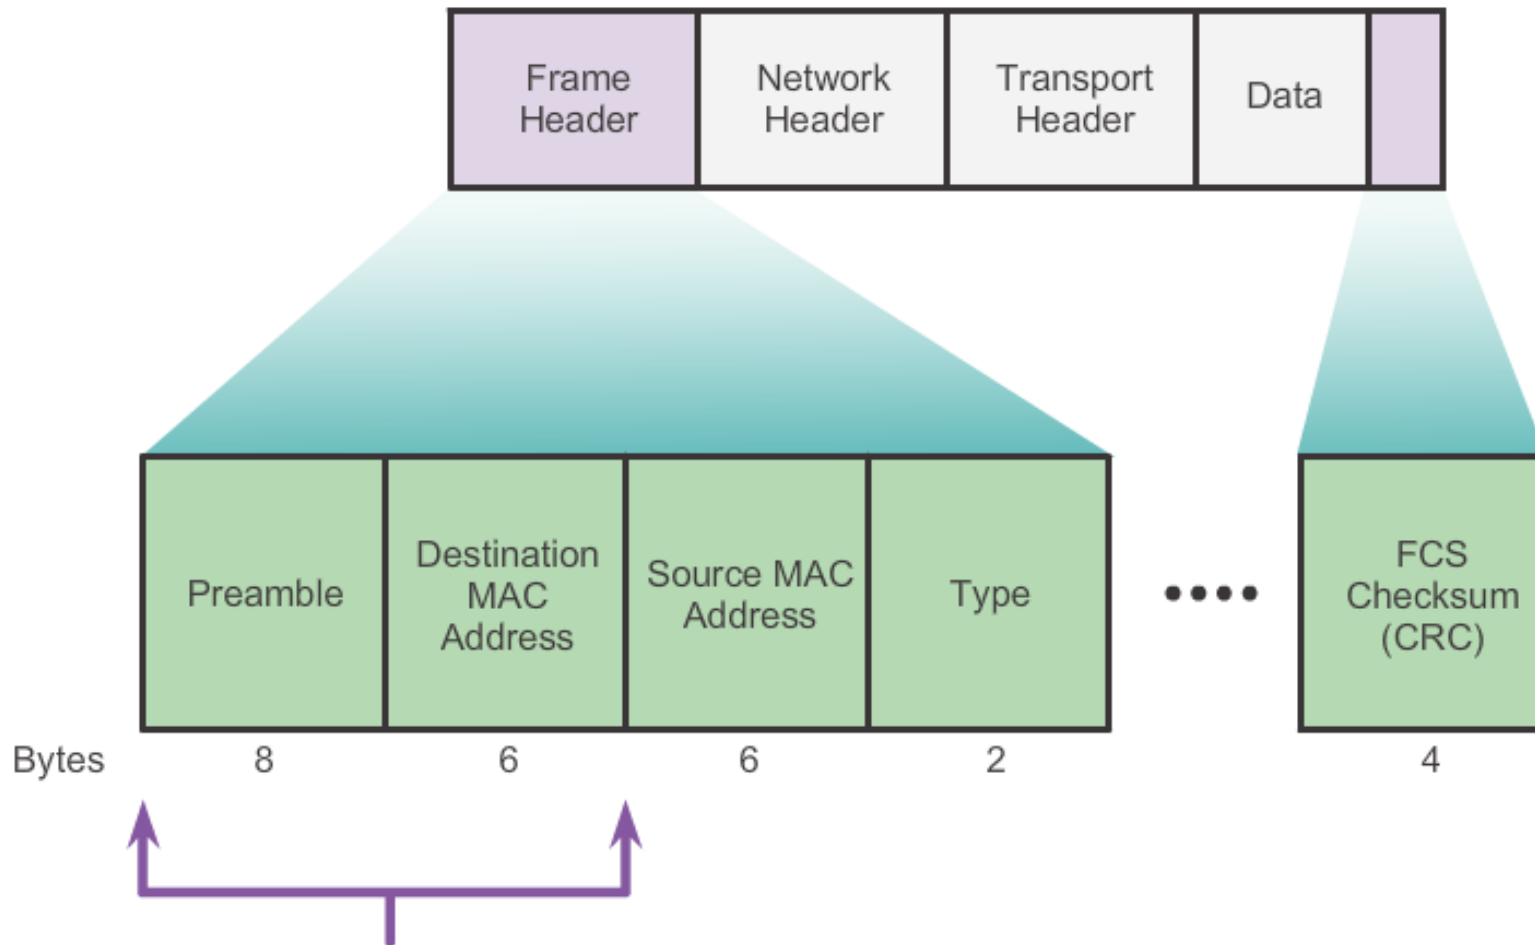 Frame
Header
Network
Header
Transport
Header
Data
Preamble
Destination
MAC
Address
Source MAC
Address
Type
FCS
Checksum
(CRC)
Bytes 8 6 6 2 4